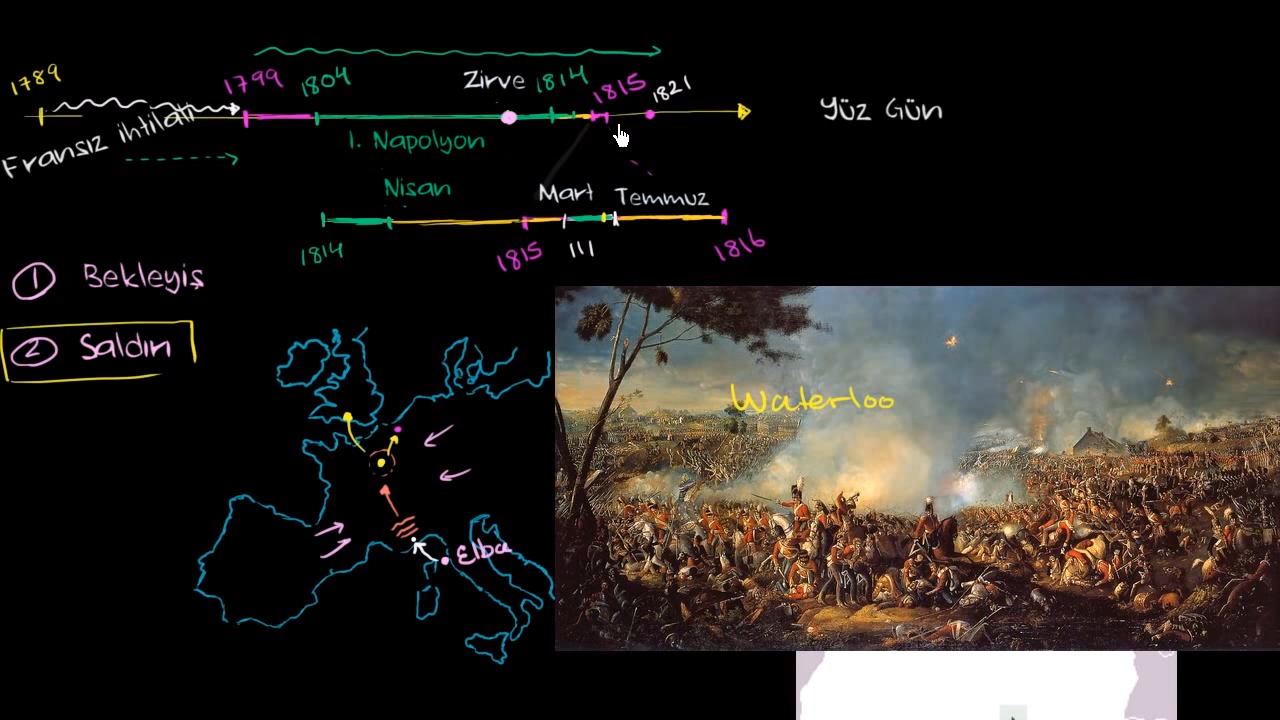 1789
1799
1804
Zirve
1814
1815
1821
Yüz Gün
Fransız ihtilali
I. Napolyon
Nisan
Mart
Temmuz
1814
1815
111
1816
1 Bekleyiş
2 Saldırı
Waterloo
Elba